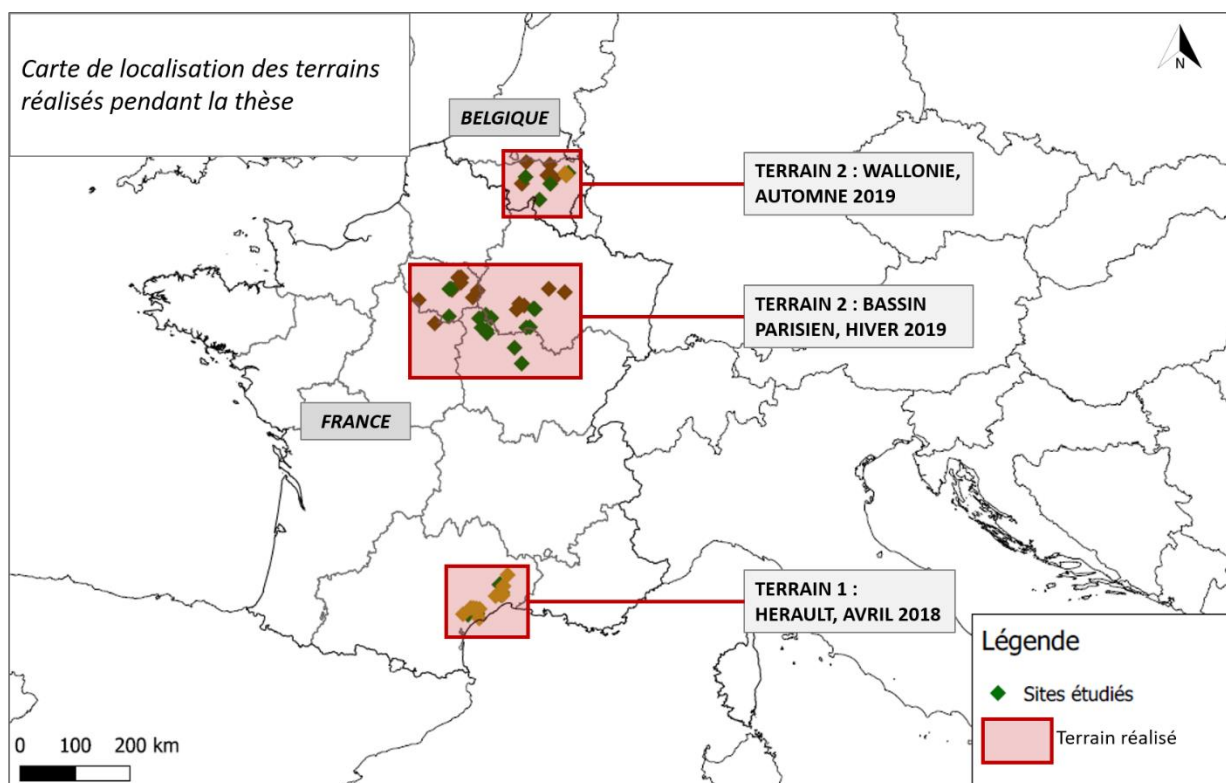 Carte de localisation des terrains
réalisés pendant la thèse
N
BELGIQUE
TERRAIN 2 : WALLONIE,
AUTOMNE 2019
TERRAIN 2 : BASSIN
PARISIEN, HIVER 2019
FRANCE
TERRAIN 1 :
HERAULT, AVRIL 2018
Légende
Sites étudiés
Terrain réalisé
0 100 200 km